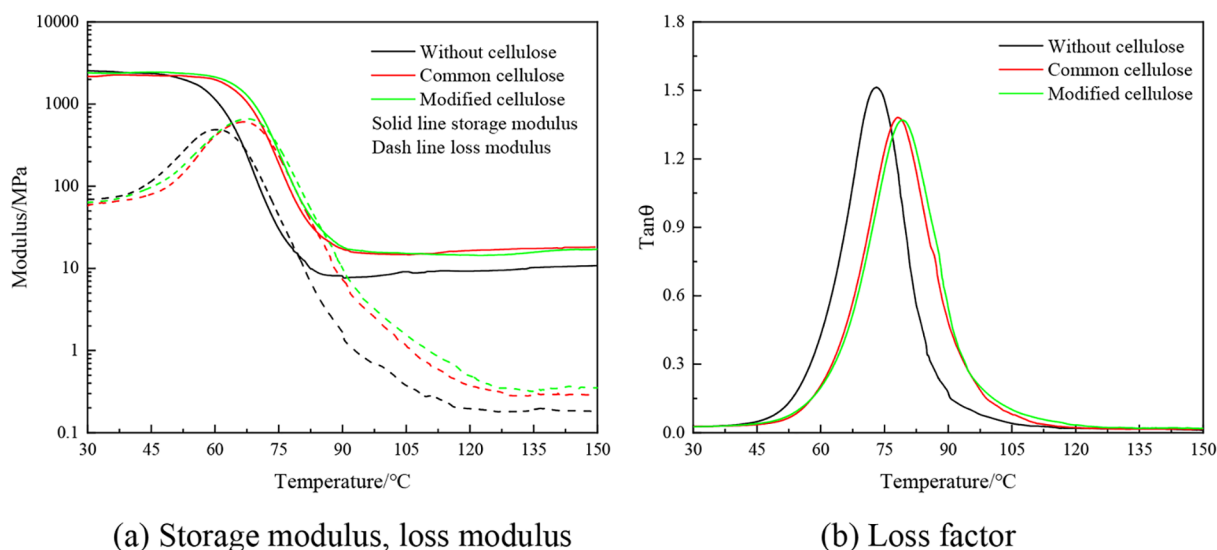 10000
1000
100
10
1
0.1
Modulus/MPa
Without cellulose
Common cellulose
Modified cellulose
Solid line storage modulus
Dash line loss modulus
30 45 60 75 90 105 120 135 150
Temperature/°C
(a) Storage modulus, loss modulus
1.8
1.5
1.2
0.9
0.6
0.3
0.0
Tanθ
Without cellulose
Common cellulose
Modified cellulose
30 45 60 75 90 105 120 135 150
Temperature/°C
(b) Loss factor